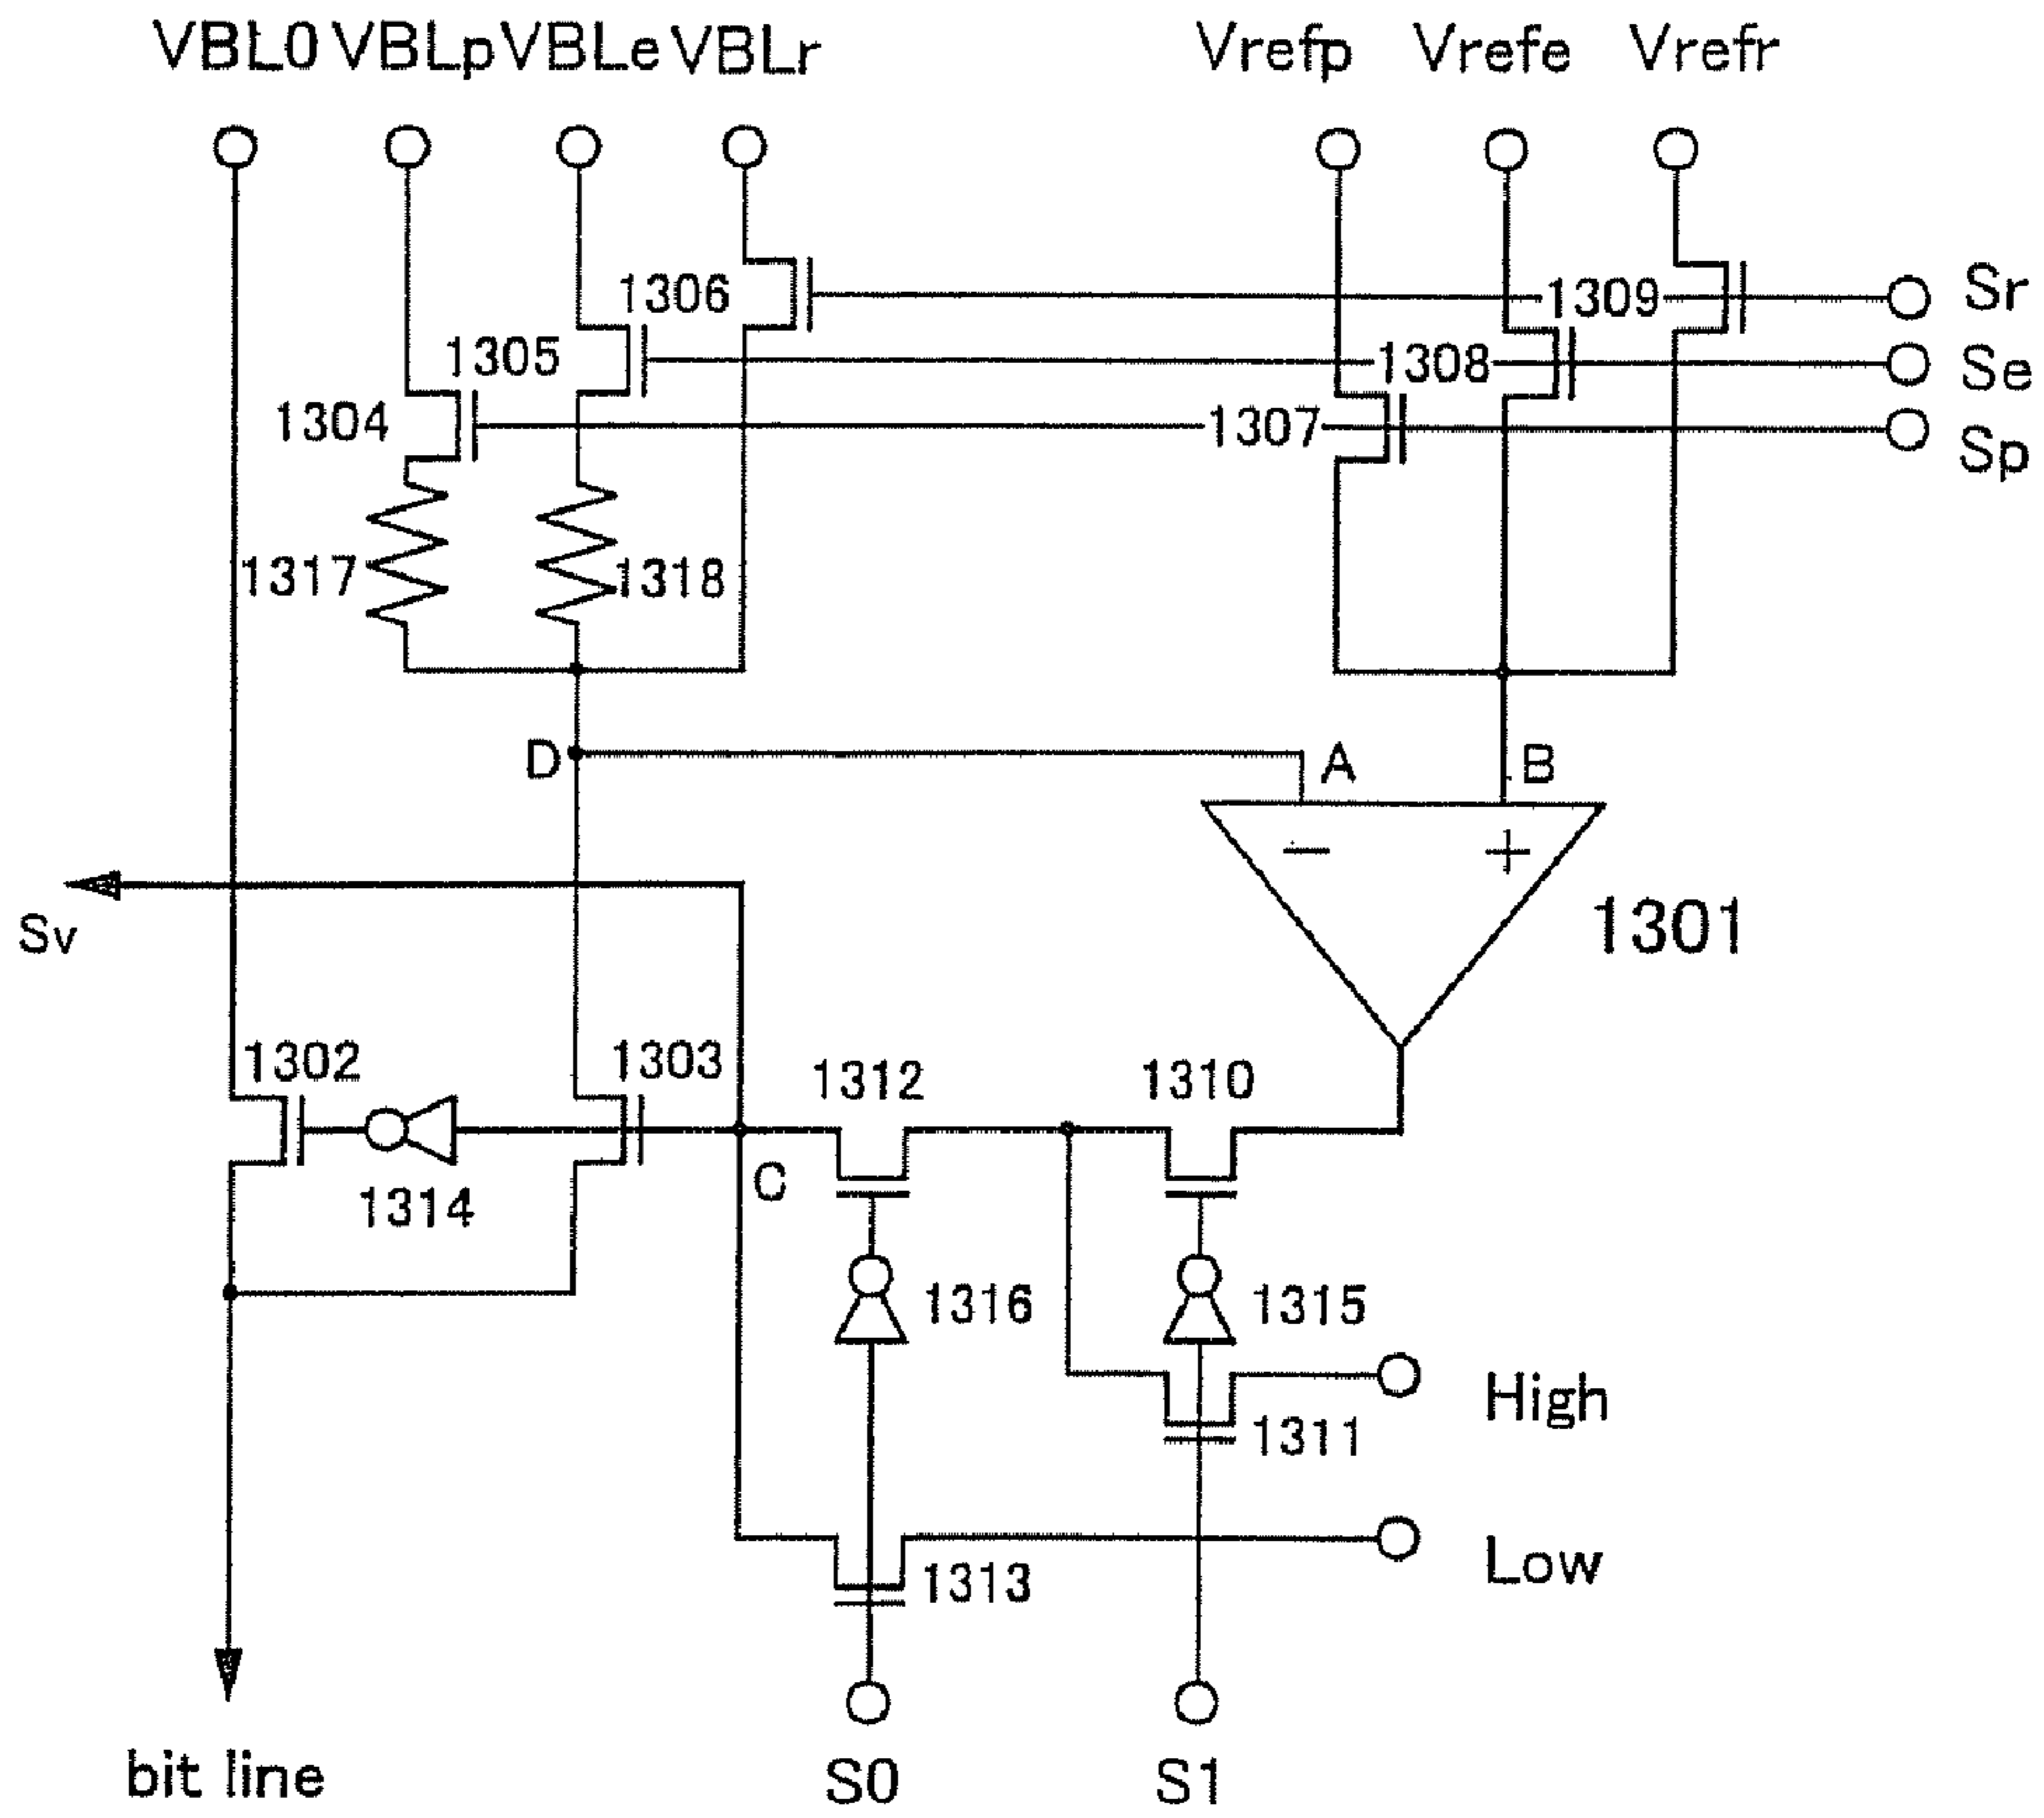 VBL0 VBLp VBLe VBLr Vrefp Vrefe Vrefr
1306 1309 Sr
1305 1308 Se
1304 1307 Sp
1317 1318
D A B
− +
Sv 1301
1302 1303 1312 1310
C
1314
1316 1315
High
1311
Low
1313
bit line S0 S1